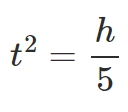 t² = h/5